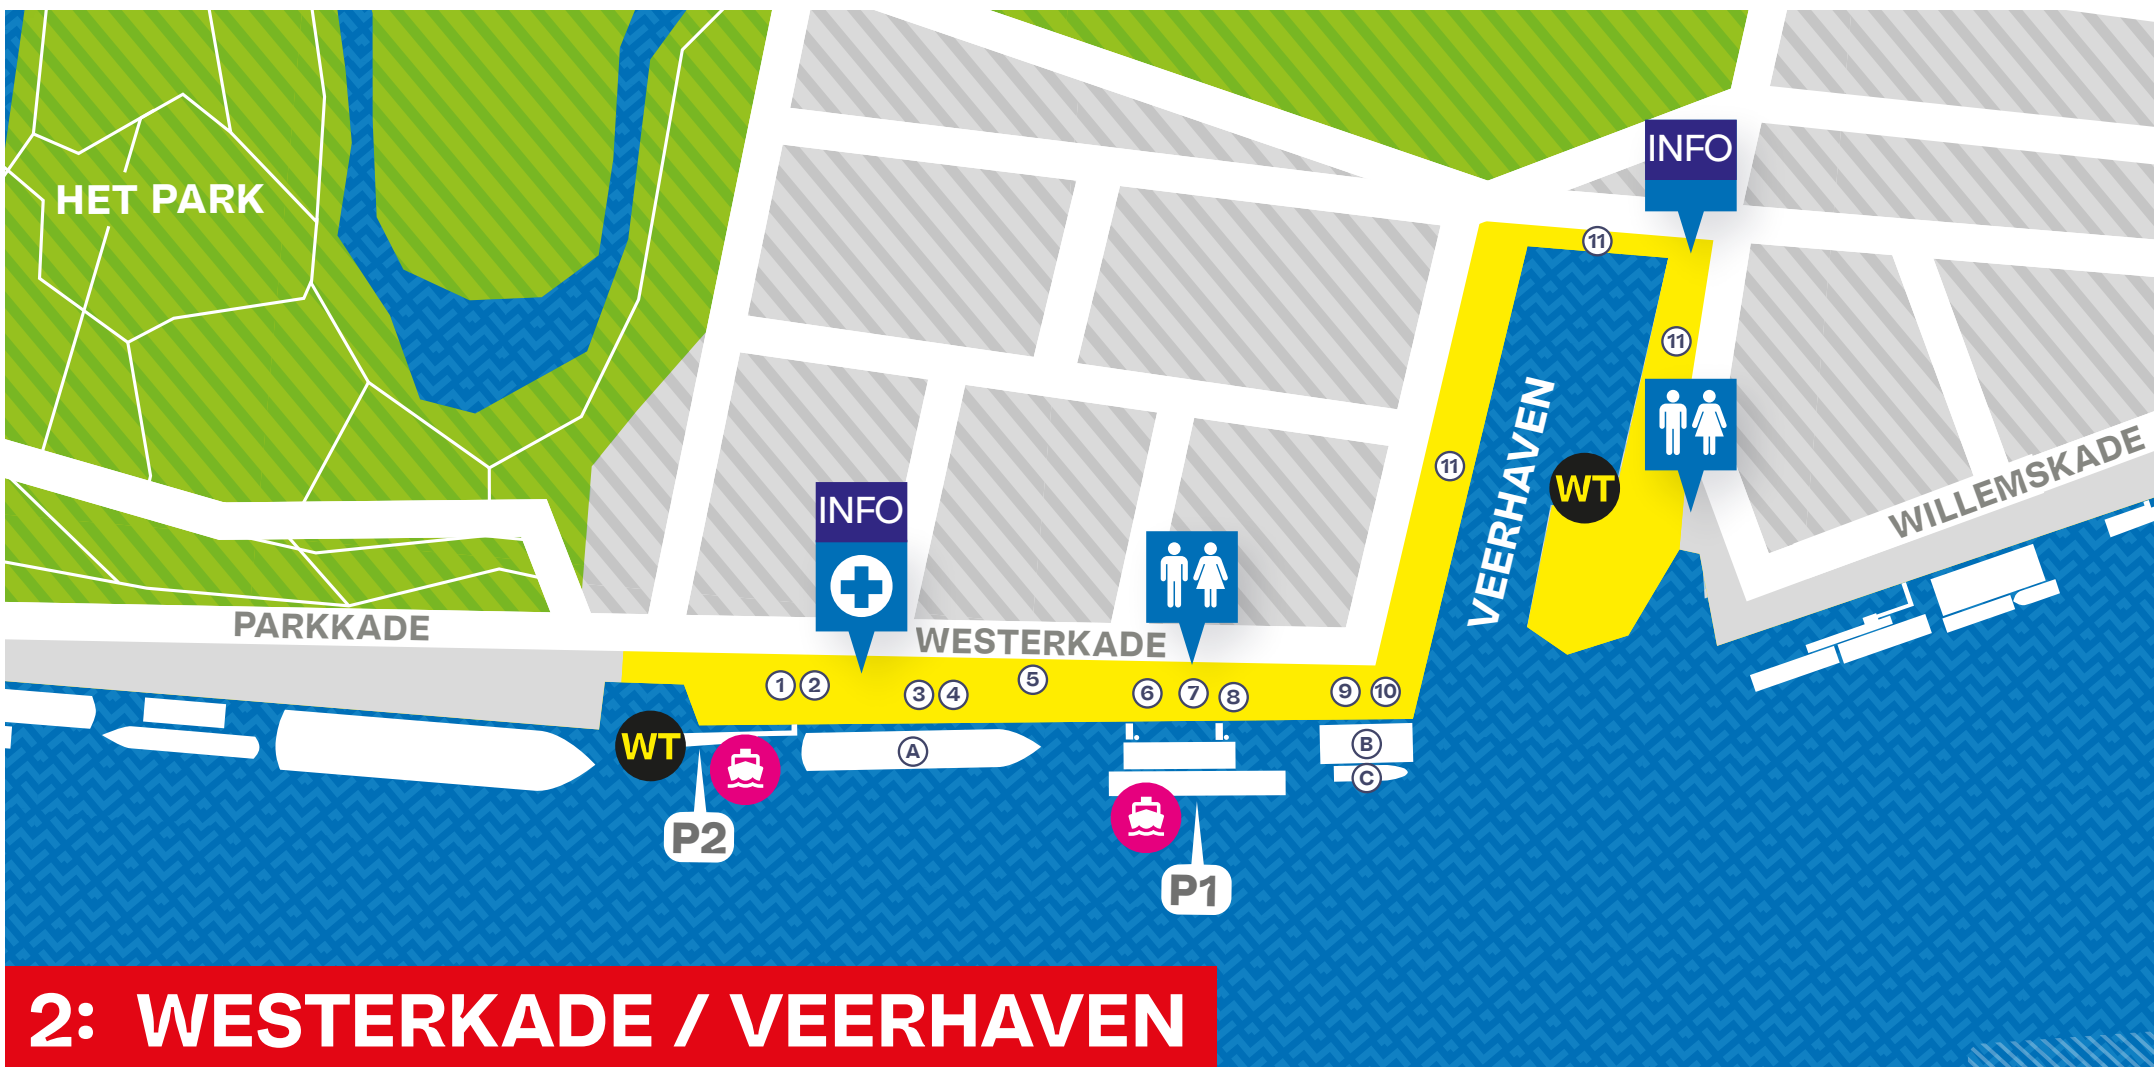 INFO
HET PARK
11
11
VEERHAVEN
11
WT
WILLEMSKADE
INFO
PARKKADE
WESTERKADE
1
2
3
4
5
6
7
8
9
10
WT
A
B
C
P2
P1
2: WESTERKADE / VEERHAVEN